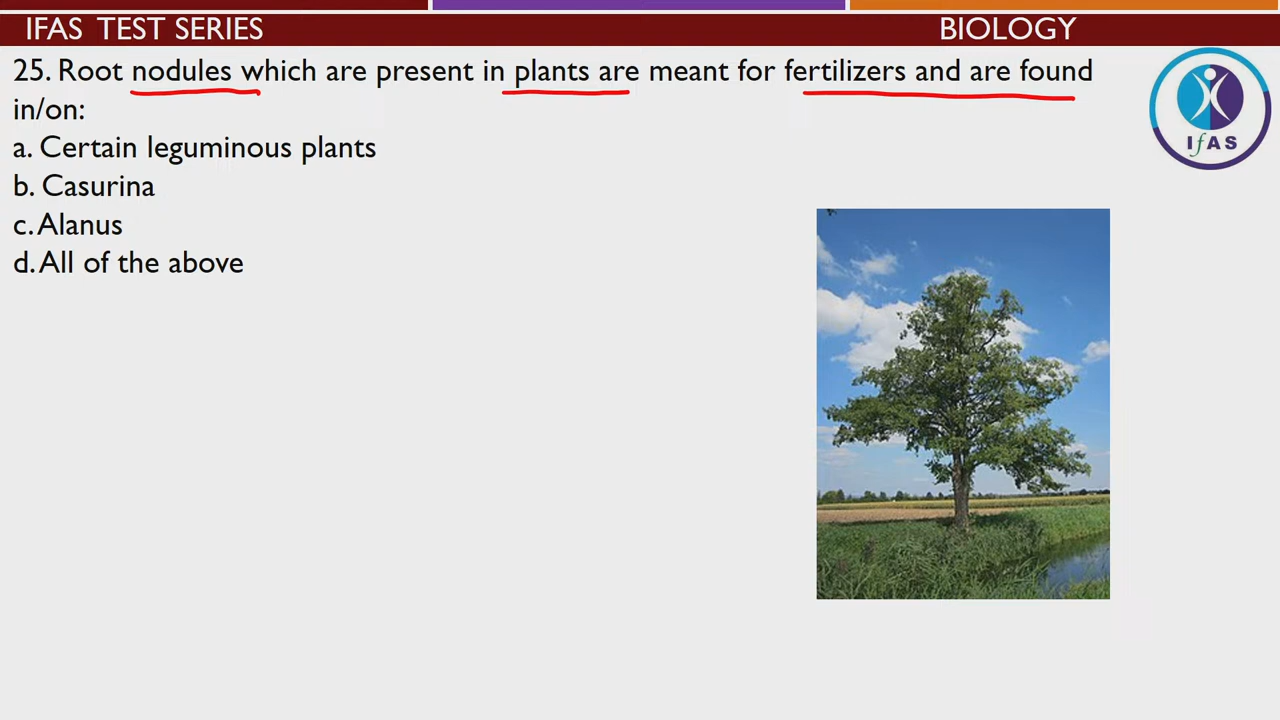 IFAS TEST SERIES
BIOLOGY
25. Root nodules which are present in plants are meant for fertilizers and are found
in/on:
a. Certain leguminous plants
b. Casurina
c. Alanus
d. All of the above
IfAS